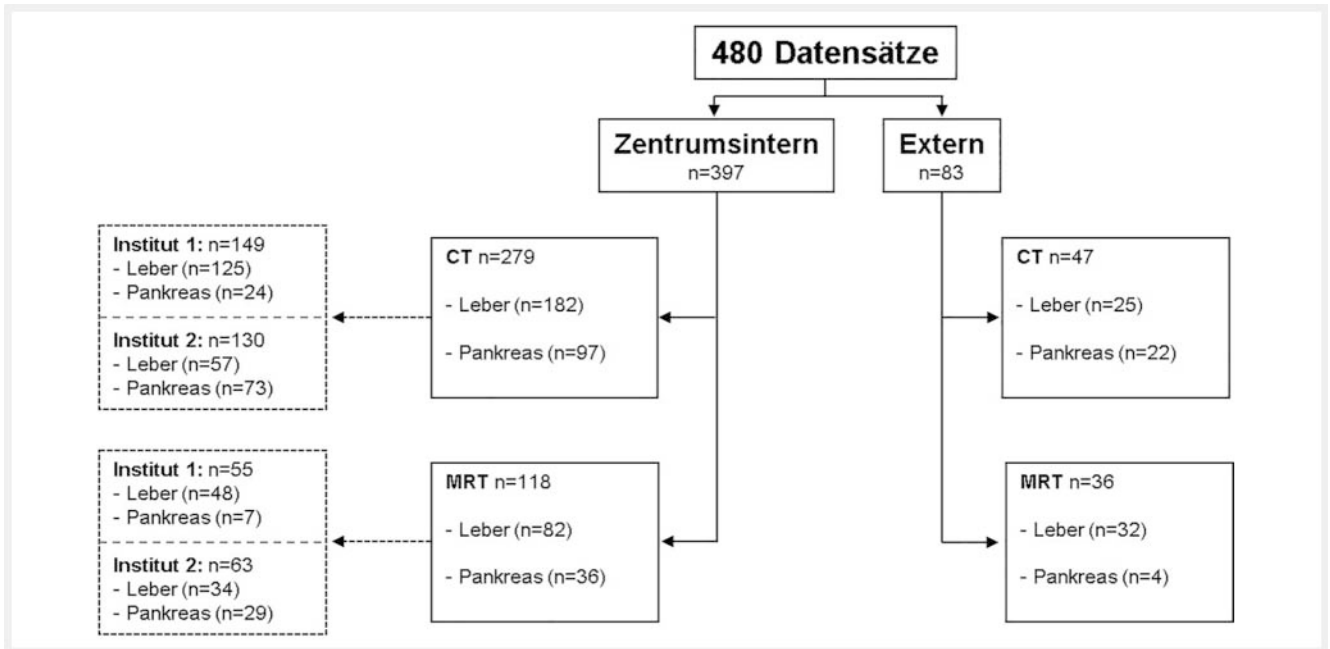 480 Datensätze
Zentrumsintern
n=397
Extern
n=83
Institut 1: n=149
- Leber (n=125)
- Pankreas (n=24)
Institut 2: n=130
- Leber (n=57)
- Pankreas (n=73)
CT n=279
- Leber (n=182)
- Pankreas (n=97)
CT n=47
- Leber (n=25)
- Pankreas (n=22)
Institut 1: n=55
- Leber (n=48)
- Pankreas (n=7)
Institut 2: n=63
- Leber (n=34)
- Pankreas (n=29)
MRT n=118
- Leber (n=82)
- Pankreas (n=36)
MRT n=36
- Leber (n=32)
- Pankreas (n=4)